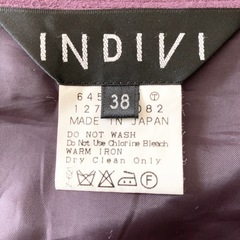 INDIVI
38
MADE IN JAPAN
DO NOT WASH
Do Not Use Chlorine Bleach
WARM IRON
Dry Clean Only